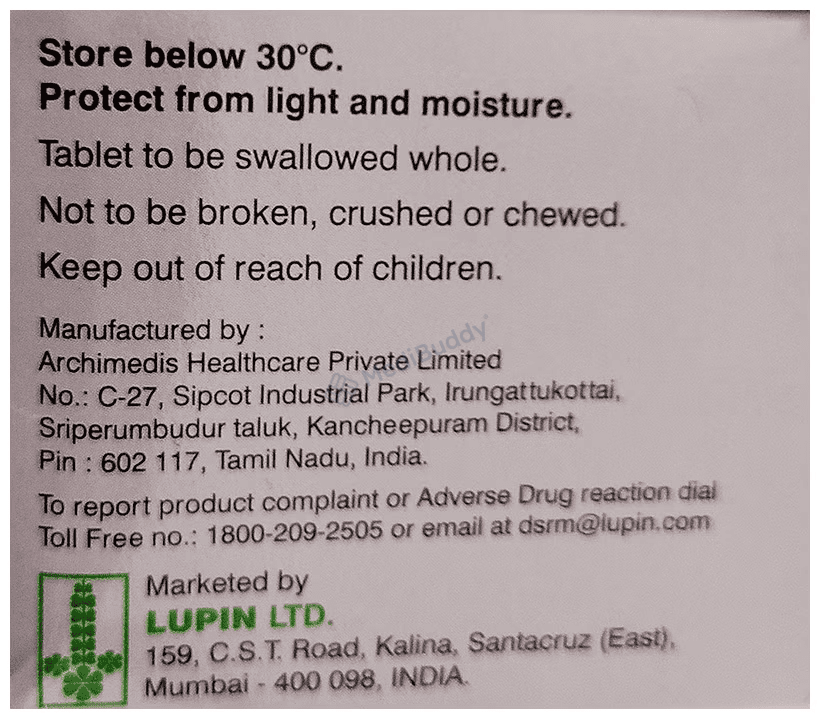 Store below 30°C.
Protect from light and moisture.
Tablet to be swallowed whole.
Not to be broken, crushed or chewed.
Keep out of reach of children.
Manufactured by :
Archimedis Healthcare Private Limited
No.: C-27, Sipcot Industrial Park, Irungattukottai,
Sriperumbudur taluk, Kancheepuram District,
Pin : 602 117, Tamil Nadu, India.
To report product complaint or Adverse Drug reaction dial
Toll Free no.: 1800-209-2505 or email at dsrm@lupin.com
Marketed by
LUPIN LTD.
159, C.S.T. Road, Kalina, Santacruz (East),
Mumbai - 400 098, INDIA.
MediBuddy